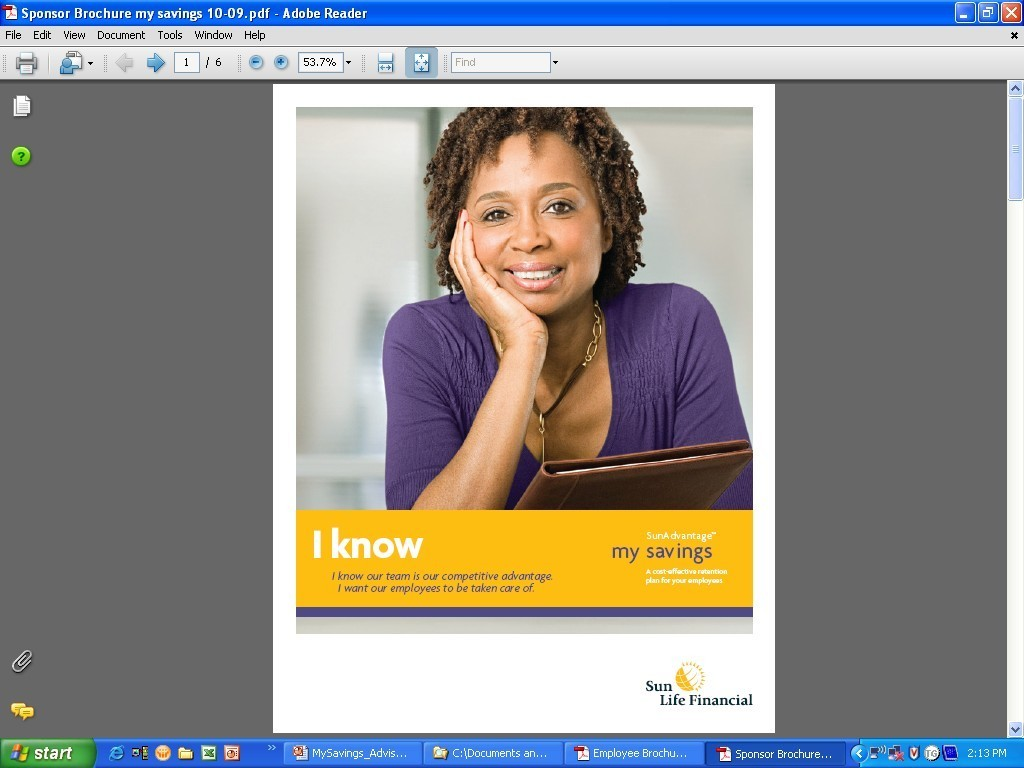 Sponsor Brochure my savings 10-09.pdf - Adobe Reader
File Edit View Document Tools Window Help
1 / 6 53.7% Find
I know
I know our team is our competitive advantage.
I want our employees to be taken care of.
SunAdvantage™
my savings
A cost-effective retention
plan for your employees
Sun
Life Financial
start MySavings_Advis... C:\Documents an... Employee Brochu... Sponsor Brochure... TG 2:13 PM